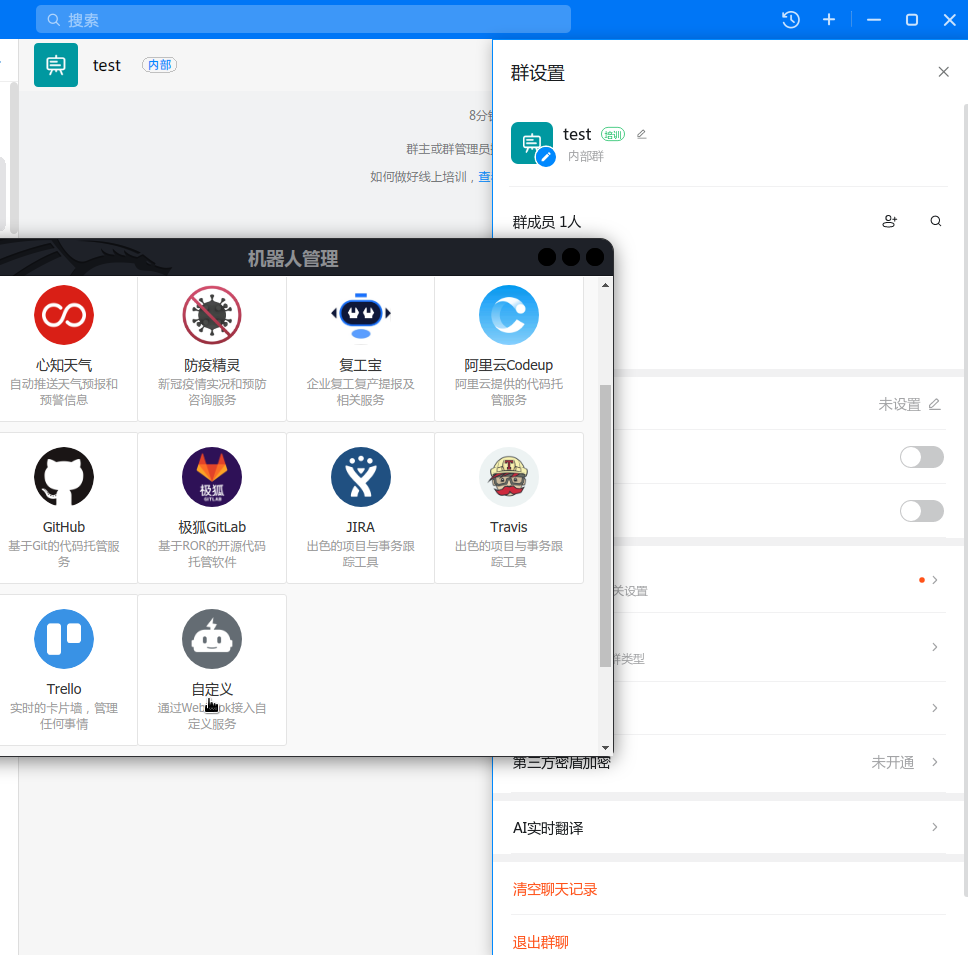 搜索
test
内部
8分
群主或群管理员
如何做好线上培训，查
群设置
test
培训
内部群
群成员 1人
机器人管理
心知天气
自动推送天气预报和
预警信息
防疫精灵
新冠疫情实况和预防
咨询服务
复工宝
企业复工复产提报及
相关服务
阿里云Codeup
阿里云提供的代码托
管服务
GitHub
基于Git的代码托管服
务
极狐
GITLAB
极狐GitLab
基于ROR的开源代码
托管软件
JIRA
出色的项目与事务跟
踪工具
Travis
出色的项目与事务跟
踪工具
Trello
实时的卡片墙，管理
任何事情
自定义
通过Webhook接入自
定义服务
未设置
关设置
群类型
第三方密盾加密
未开通
AI实时翻译
清空聊天记录
退出群聊